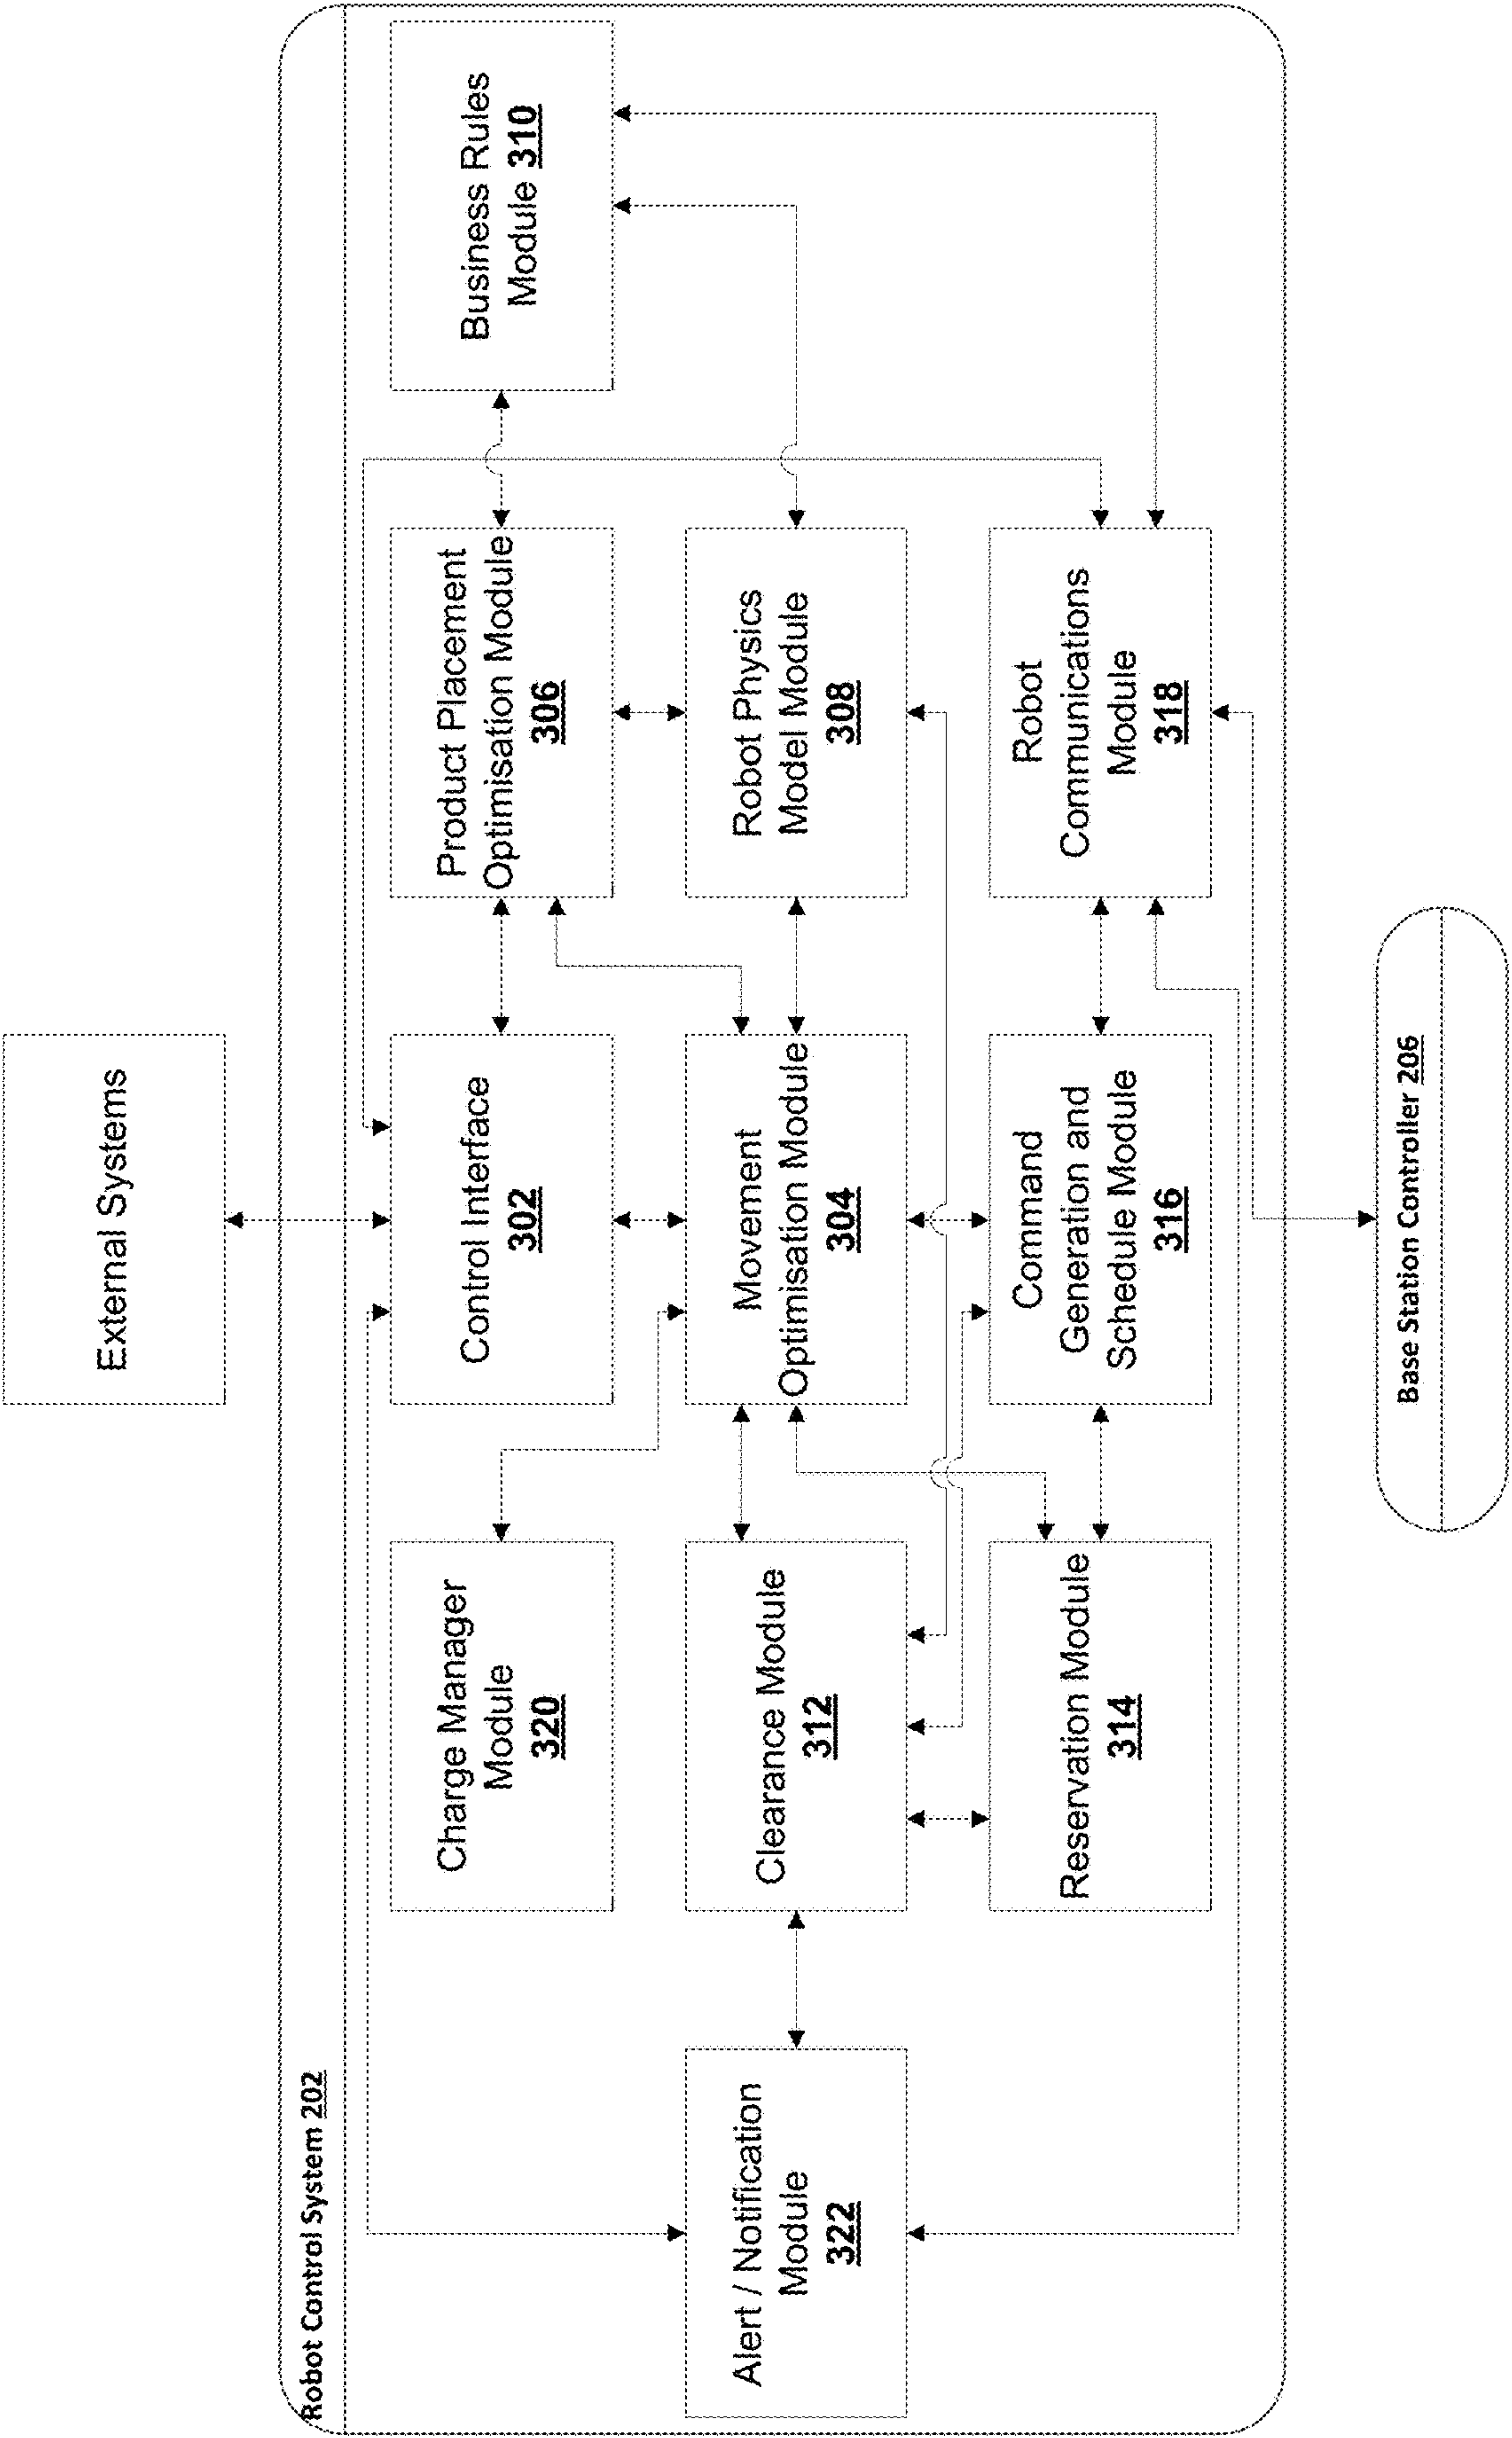 External Systems
Robot Control System 202
Charge Manager
Module
320
Control Interface
302
Product Placement
Optimisation Module
306
Business Rules
Module 310
Alert / Notification
Module
322
Clearance Module
312
Movement
Optimisation Module
304
Robot Physics
Model Module
308
Reservation Module
314
Command
Generation and
Schedule Module
316
Robot
Communications
Module
318
Base Station Controller 206